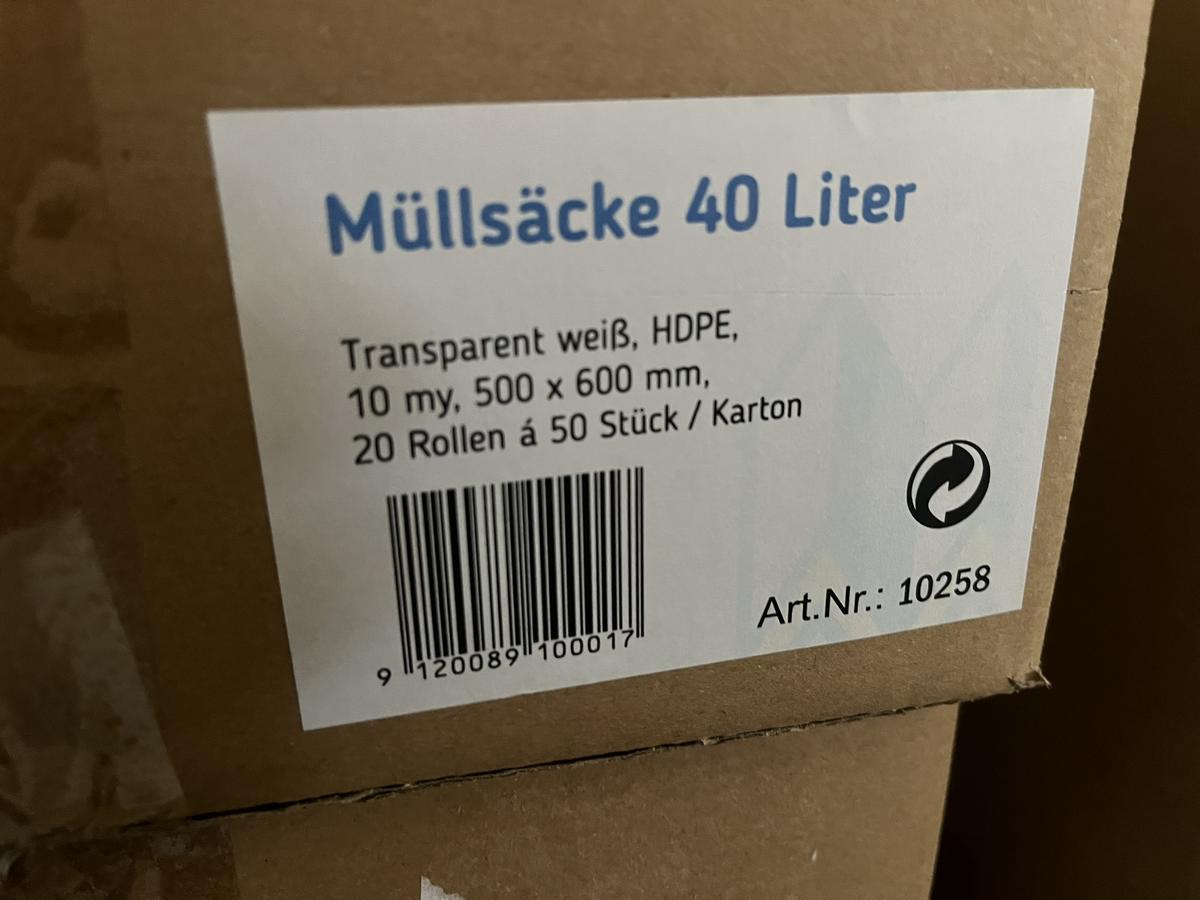 Müllsäcke 40 Liter
Transparent weiß, HDPE,
10 my, 500 x 600 mm,
20 Rollen á 50 Stück / Karton
9 120089 100017
Art.Nr.: 10258